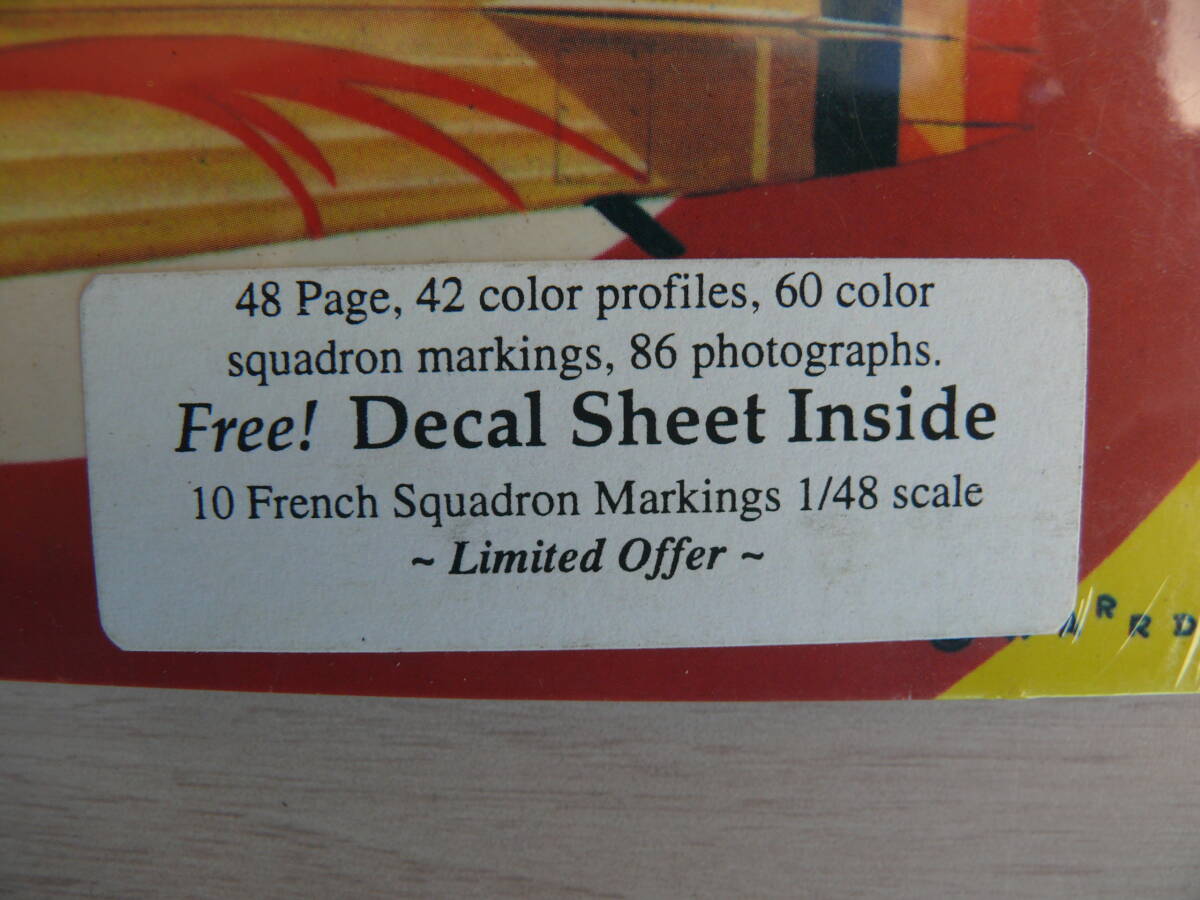 48 Page, 42 color profiles, 60 color
squadron markings, 86 photographs.
Free! Decal Sheet Inside
10 French Squadron Markings 1/48 scale
~ Limited Offer ~